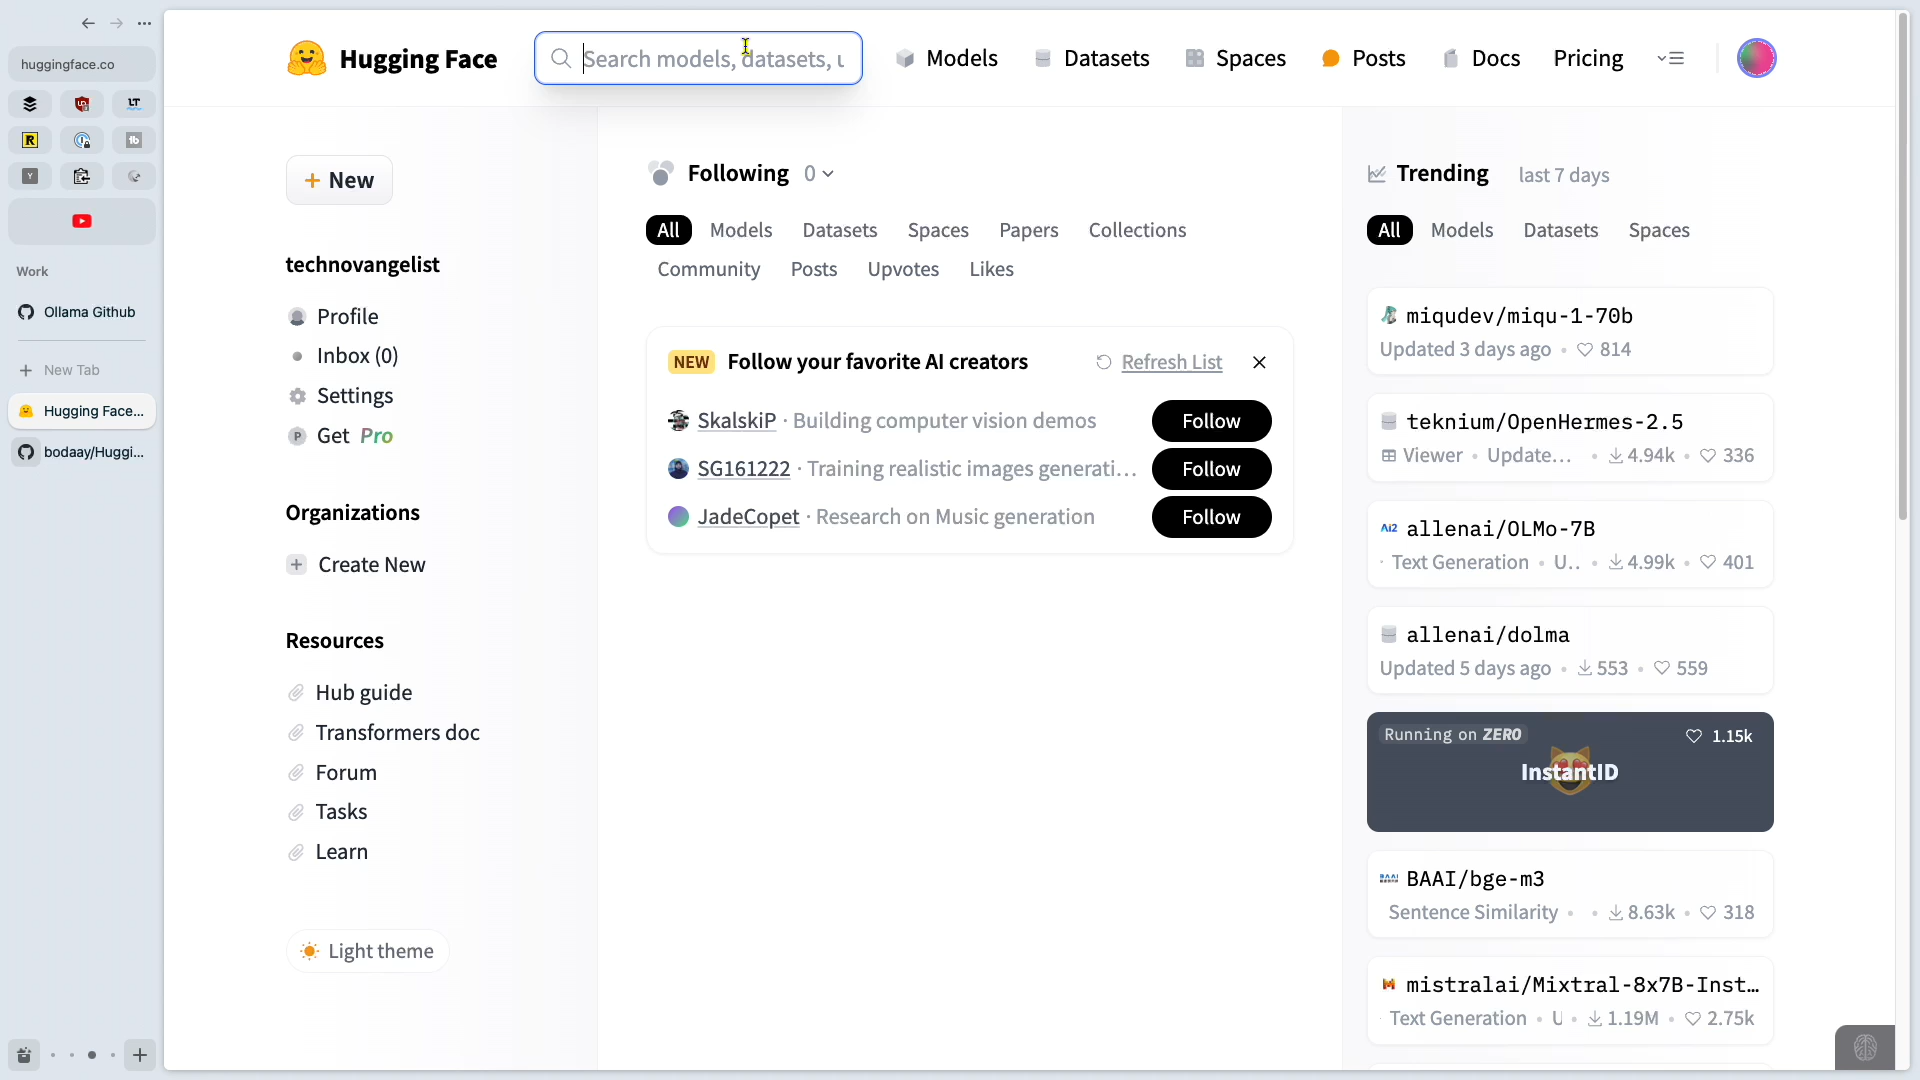 huggingface.co
LT
R
Y
Work
Ollama Github
New Tab
Hugging Face...
bodaay/Huggi...
Hugging Face
Search models, datasets, u
Models
Datasets
Spaces
Posts
Docs
Pricing
+ New
technovangelist
Profile
Inbox (0)
Settings
P Get Pro
Organizations
Create New
Resources
Hub guide
Transformers doc
Forum
Tasks
Learn
Light theme
Following 0
All Models Datasets Spaces Papers Collections
Community Posts Upvotes Likes
NEW Follow your favorite AI creators Refresh List
SkalskiP · Building computer vision demos Follow
SG161222 · Training realistic images generati... Follow
JadeCopet · Research on Music generation Follow
Trending last 7 days
All Models Datasets Spaces
miqudev/miqu-1-70b
Updated 3 days ago • 814
teknium/OpenHermes-2.5
Viewer • Update... • 4.94k • 336
Ai2 allenai/OLMo-7B
· Text Generation • U.. • 4.99k • 401
allenai/dolma
Updated 5 days ago • 553 • 559
Running on ZERO 1.15k
InstantID
BAAI BAAI/bge-m3
Sentence Similarity • • 8.63k • 318
mistralai/Mixtral-8x7B-Inst...
Text Generation • U • 1.19M • 2.75k